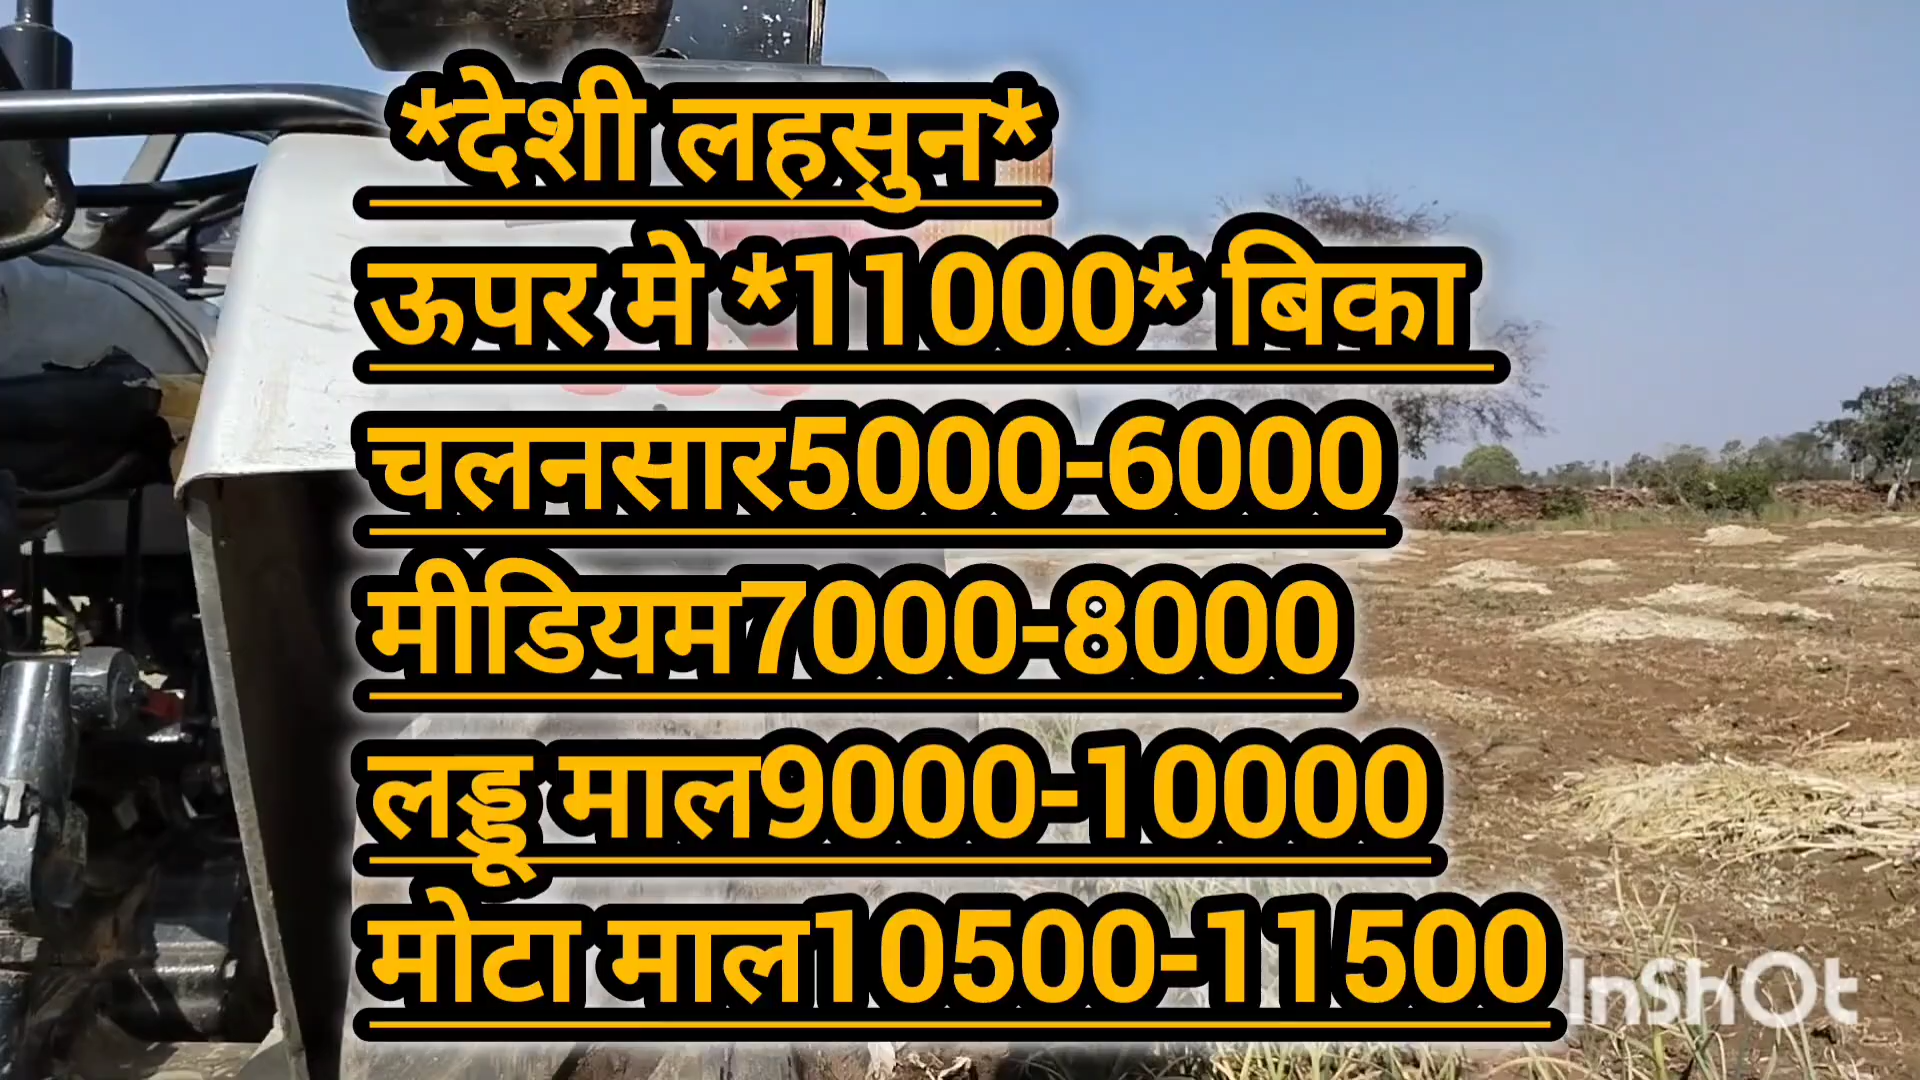 *देशी लहसुन*
ऊपर मे *11000* बिका
चलनसार5000-6000
मीडियम7000-8000
लड्डू माल9000-10000
मोटा माल10500-11500
InShOt